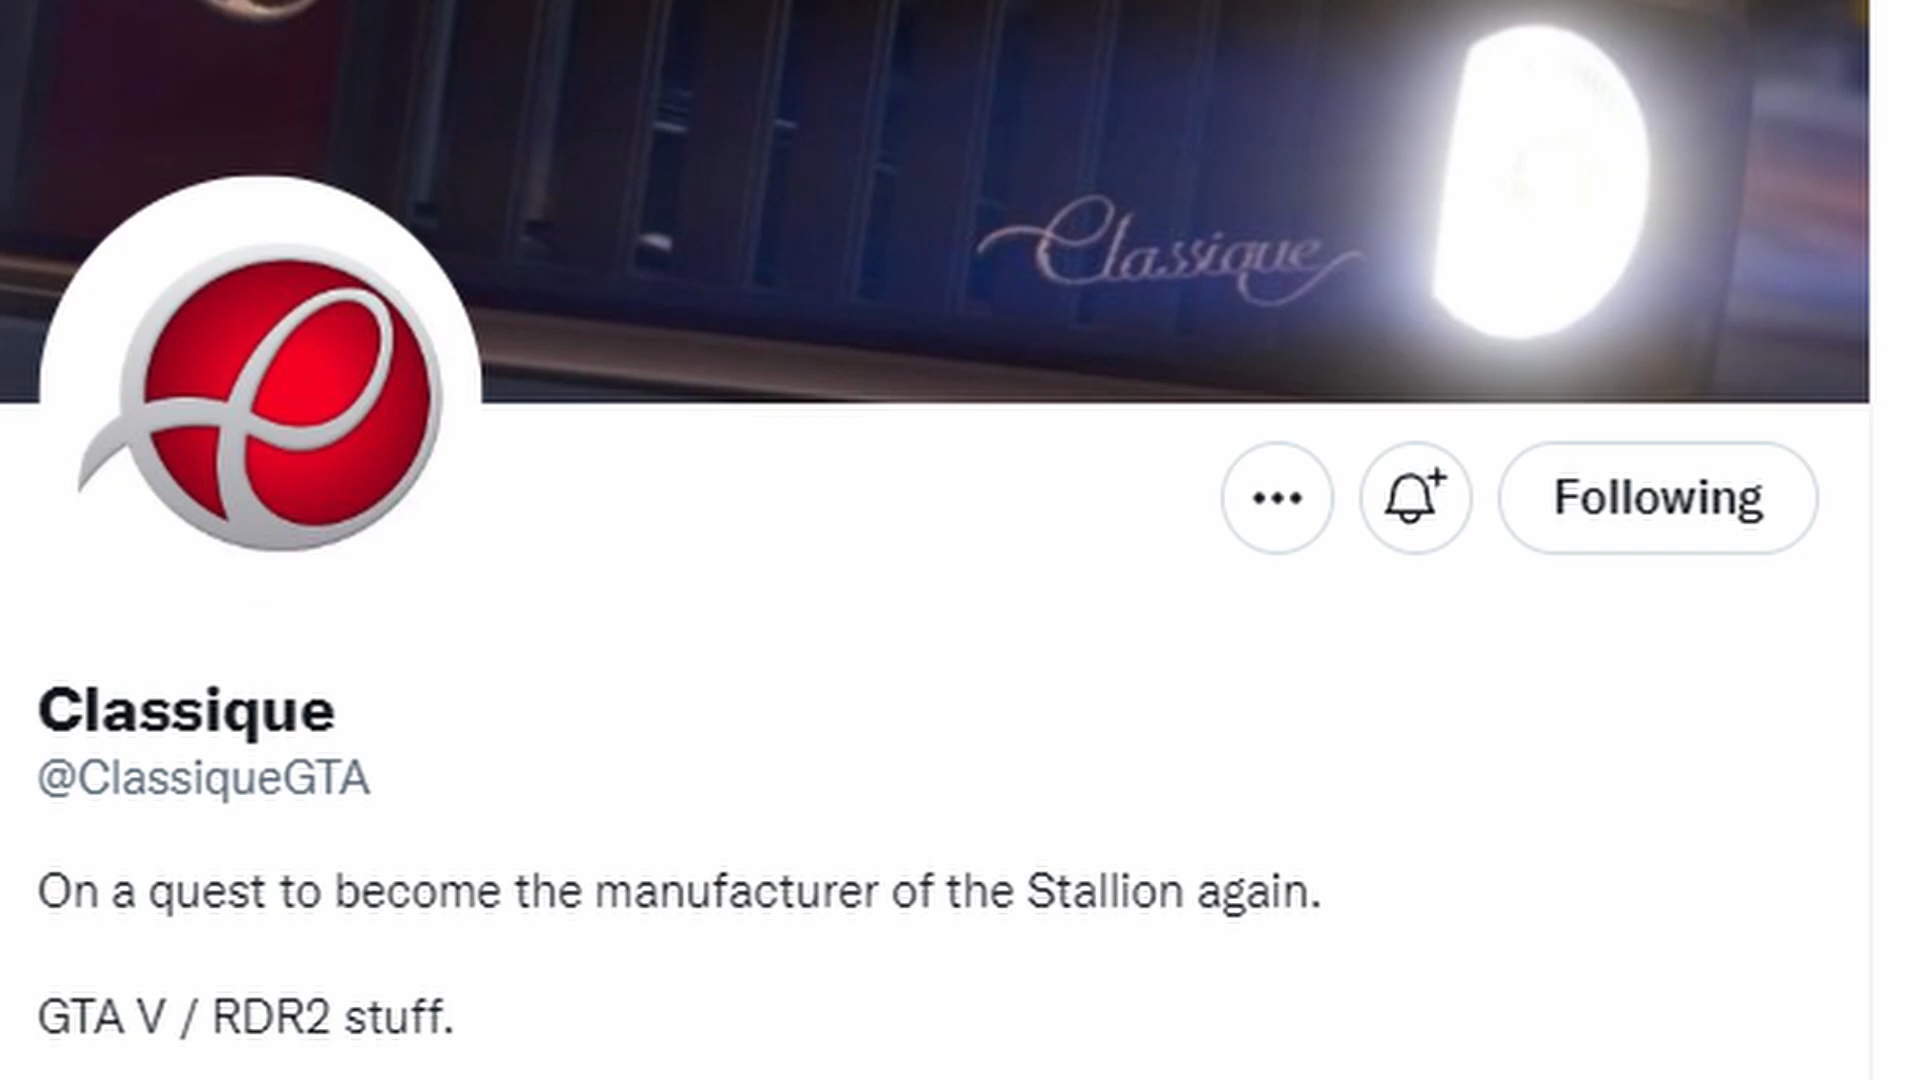 Classique
Following
Classique
@ClassiqueGTA
On a quest to become the manufacturer of the Stallion again.
GTA V / RDR2 stuff.